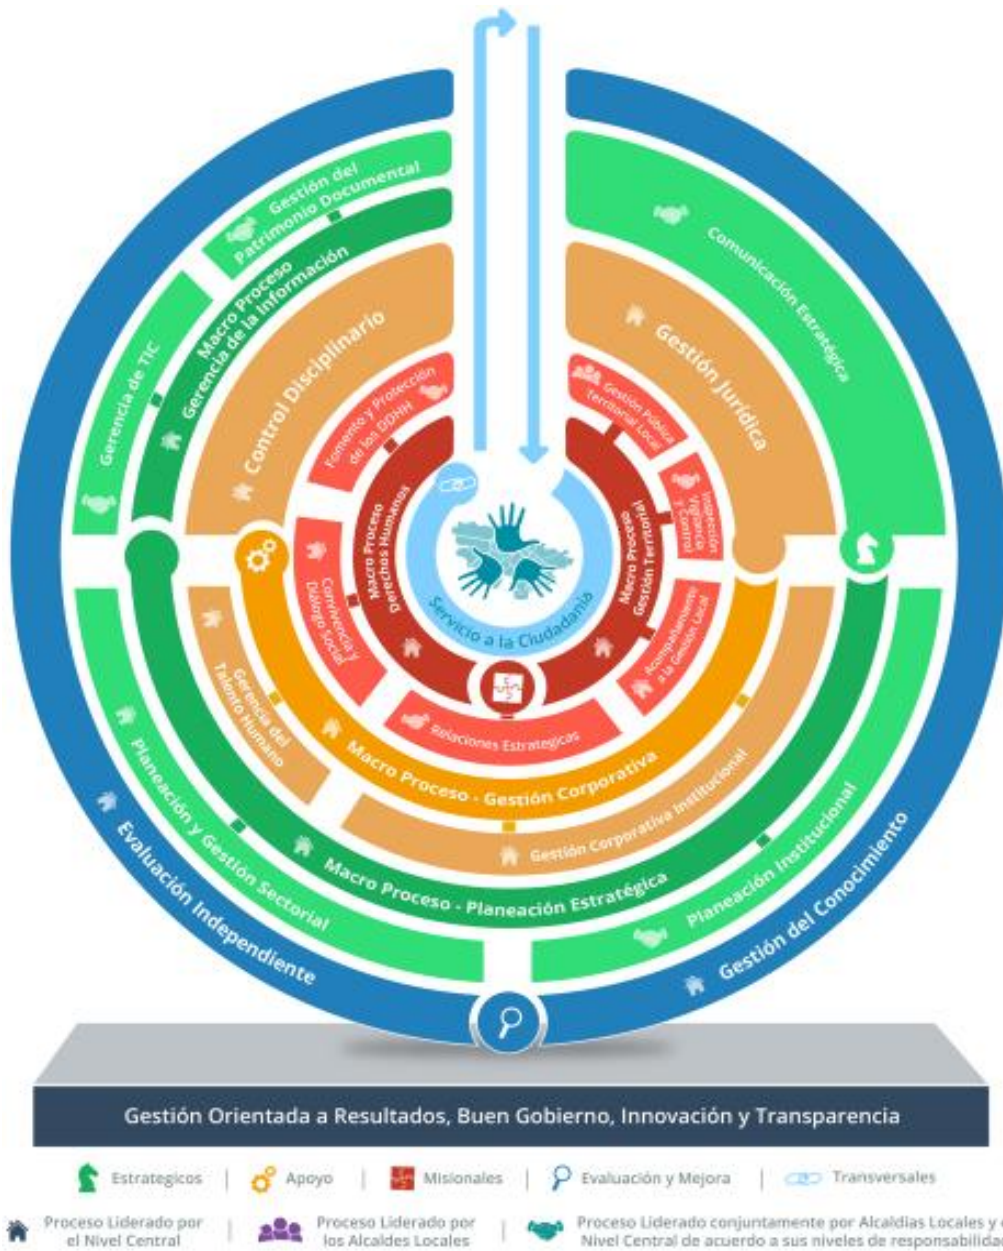 Gestión del
Patrimonio Documental
Macro Proceso
Gerencia de la Información
Gerencia de TIC
Control Disciplinario
Fomento y Protección
de los DDHH
Macro Proceso
Derechos Humanos
Convivencia y
Diálogo Social
Comunicación Estratégica
Gestión Jurídica
Gestión Pública
Territorial Local
Inspección
Vigilancia
y Control
Macro Proceso
Gestión Territorial
Acompañamiento
a la Gestión Local
Servicio a la Ciudadanía
Relaciones Estrategicas
Gerencia del
Talento Humano
Macro Proceso - Gestión Corporativa
Gestión Corporativa Institucional
Macro Proceso - Planeación Estratégica
Planeación y Gestión Sectorial
Planeación Institucional
Evaluación Independiente
Gestión del Conocimiento
Gestión Orientada a Resultados, Buen Gobierno, Innovación y Transparencia
Estrategicos | Apoyo | Misionales | Evaluación y Mejora | Transversales
Proceso Liderado por
el Nivel Central
Proceso Liderado por
los Alcaldes Locales
Proceso Liderado conjuntamente por Alcaldías Locales y
Nivel Central de acuerdo a sus niveles de responsabilidad